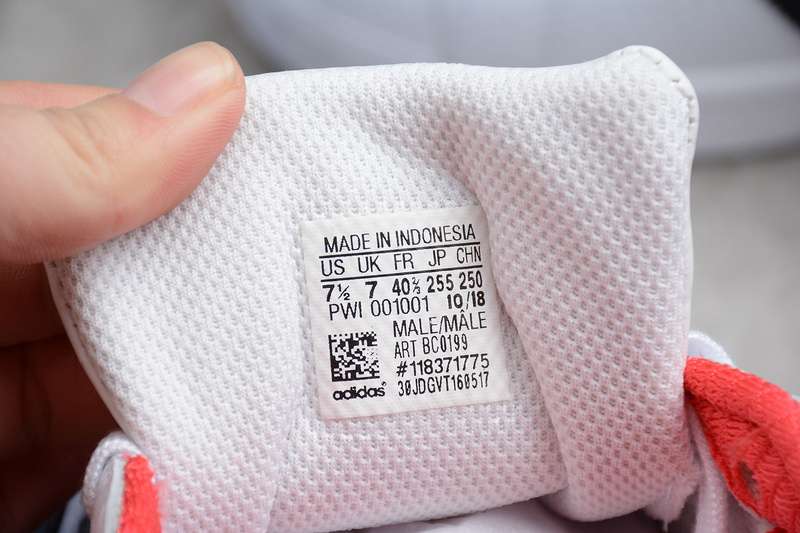 MADE IN INDONESIA
US UK FR JP CHN
7½ 7 40⅔ 255 250
PWI 001001 10/18
MALE/MÂLE
ART BC0199
#118371775
adidas® 30JDGVT160517